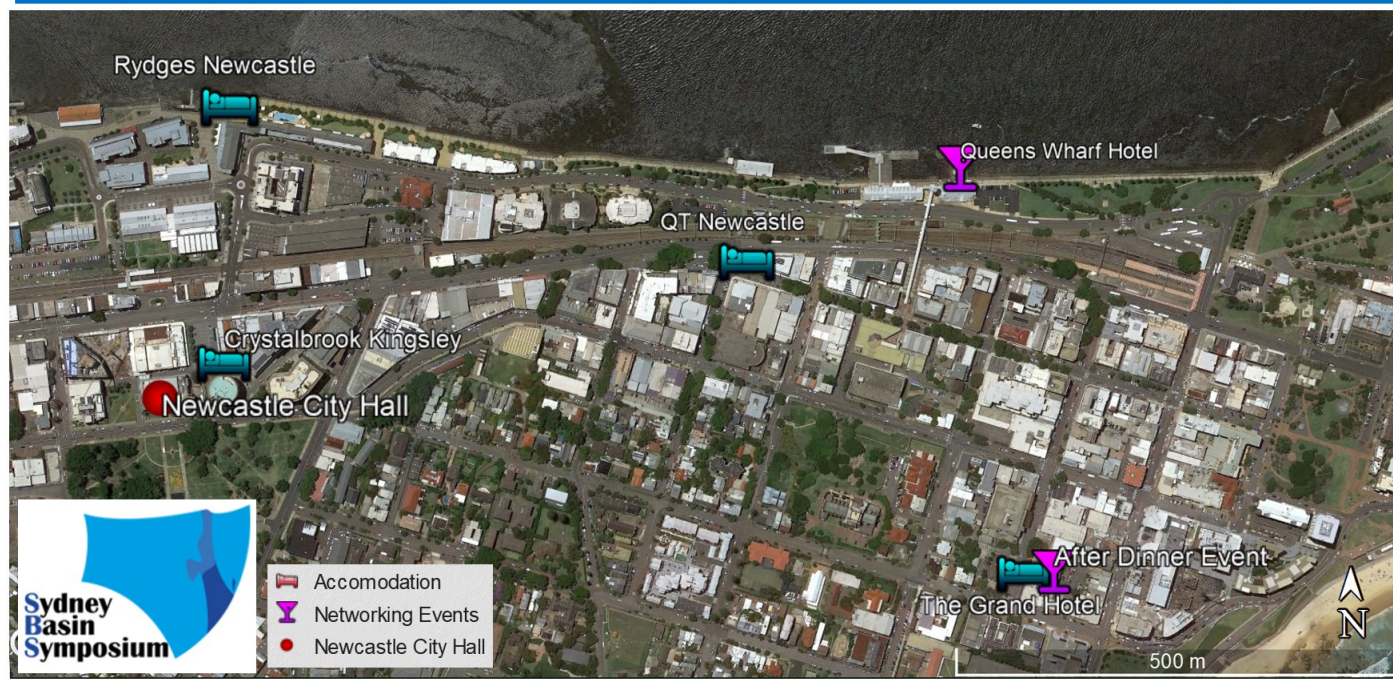 Rydges Newcastle
Queens Wharf Hotel
QT Newcastle
Crystalbrook Kingsley
Newcastle City Hall
After Dinner Event
The Grand Hotel
Sydney
Basin
Symposium
Accomodation
Networking Events
Newcastle City Hall
N
500 m